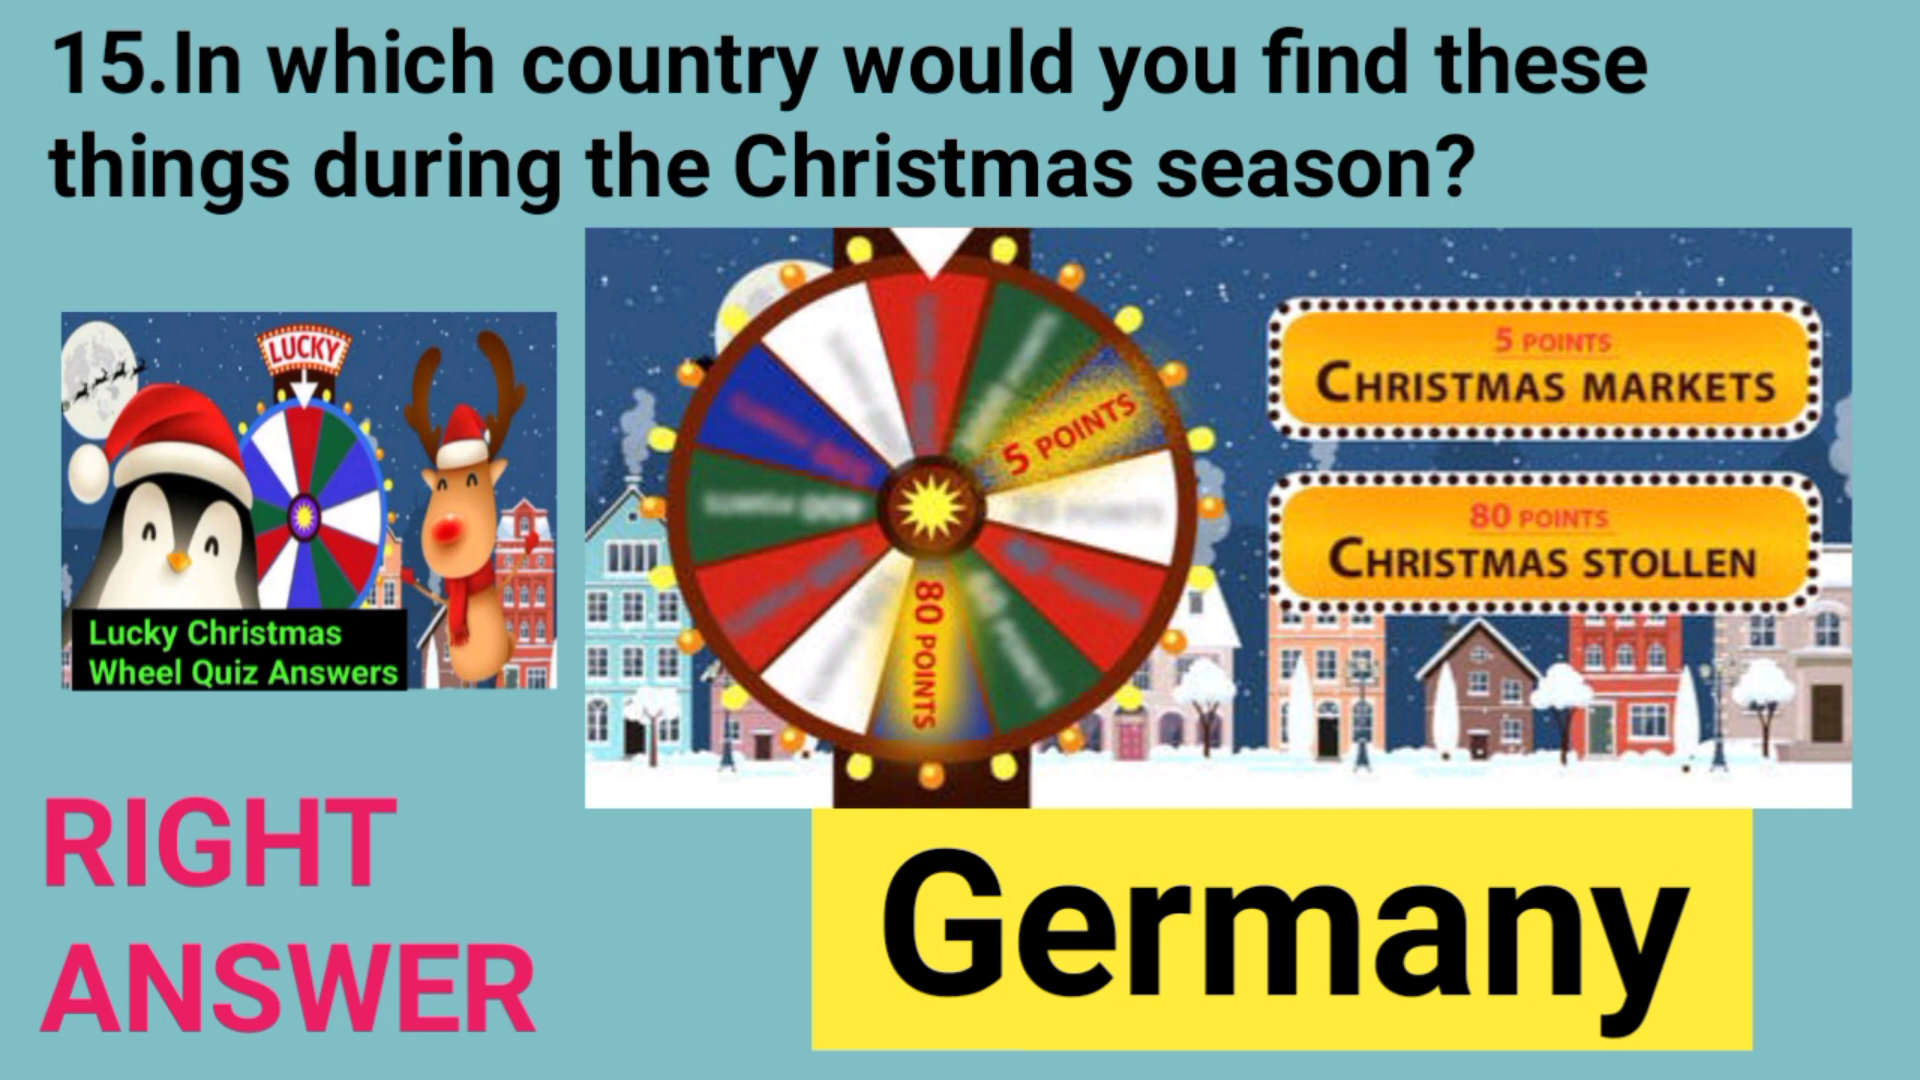 15.In which country would you find these
things during the Christmas season?
LUCKY
Lucky Christmas
Wheel Quiz Answers
5 POINTS
80 POINTS
5 POINTS
CHRISTMAS MARKETS
80 POINTS
CHRISTMAS STOLLEN
RIGHT
ANSWER
Germany